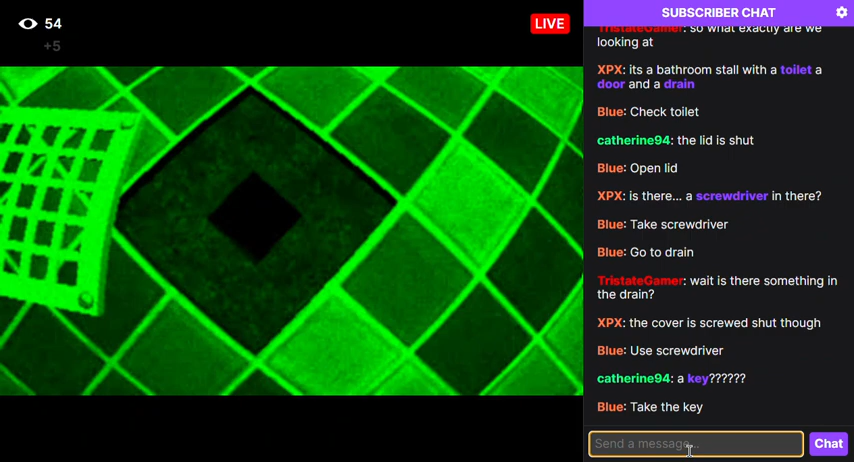 54
+5
LIVE
SUBSCRIBER CHAT
TristateGamer: so what exactly are we
looking at
XPX: its a bathroom stall with a toilet a
door and a drain
Blue: Check toilet
catherine94: the lid is shut
Blue: Open lid
XPX: is there... a screwdriver in there?
Blue: Take screwdriver
Blue: Go to drain
TristateGamer: wait is there something in
the drain?
XPX: the cover is screwed shut though
Blue: Use screwdriver
catherine94: a key??????
Blue: Take the key
Send a message...
Chat